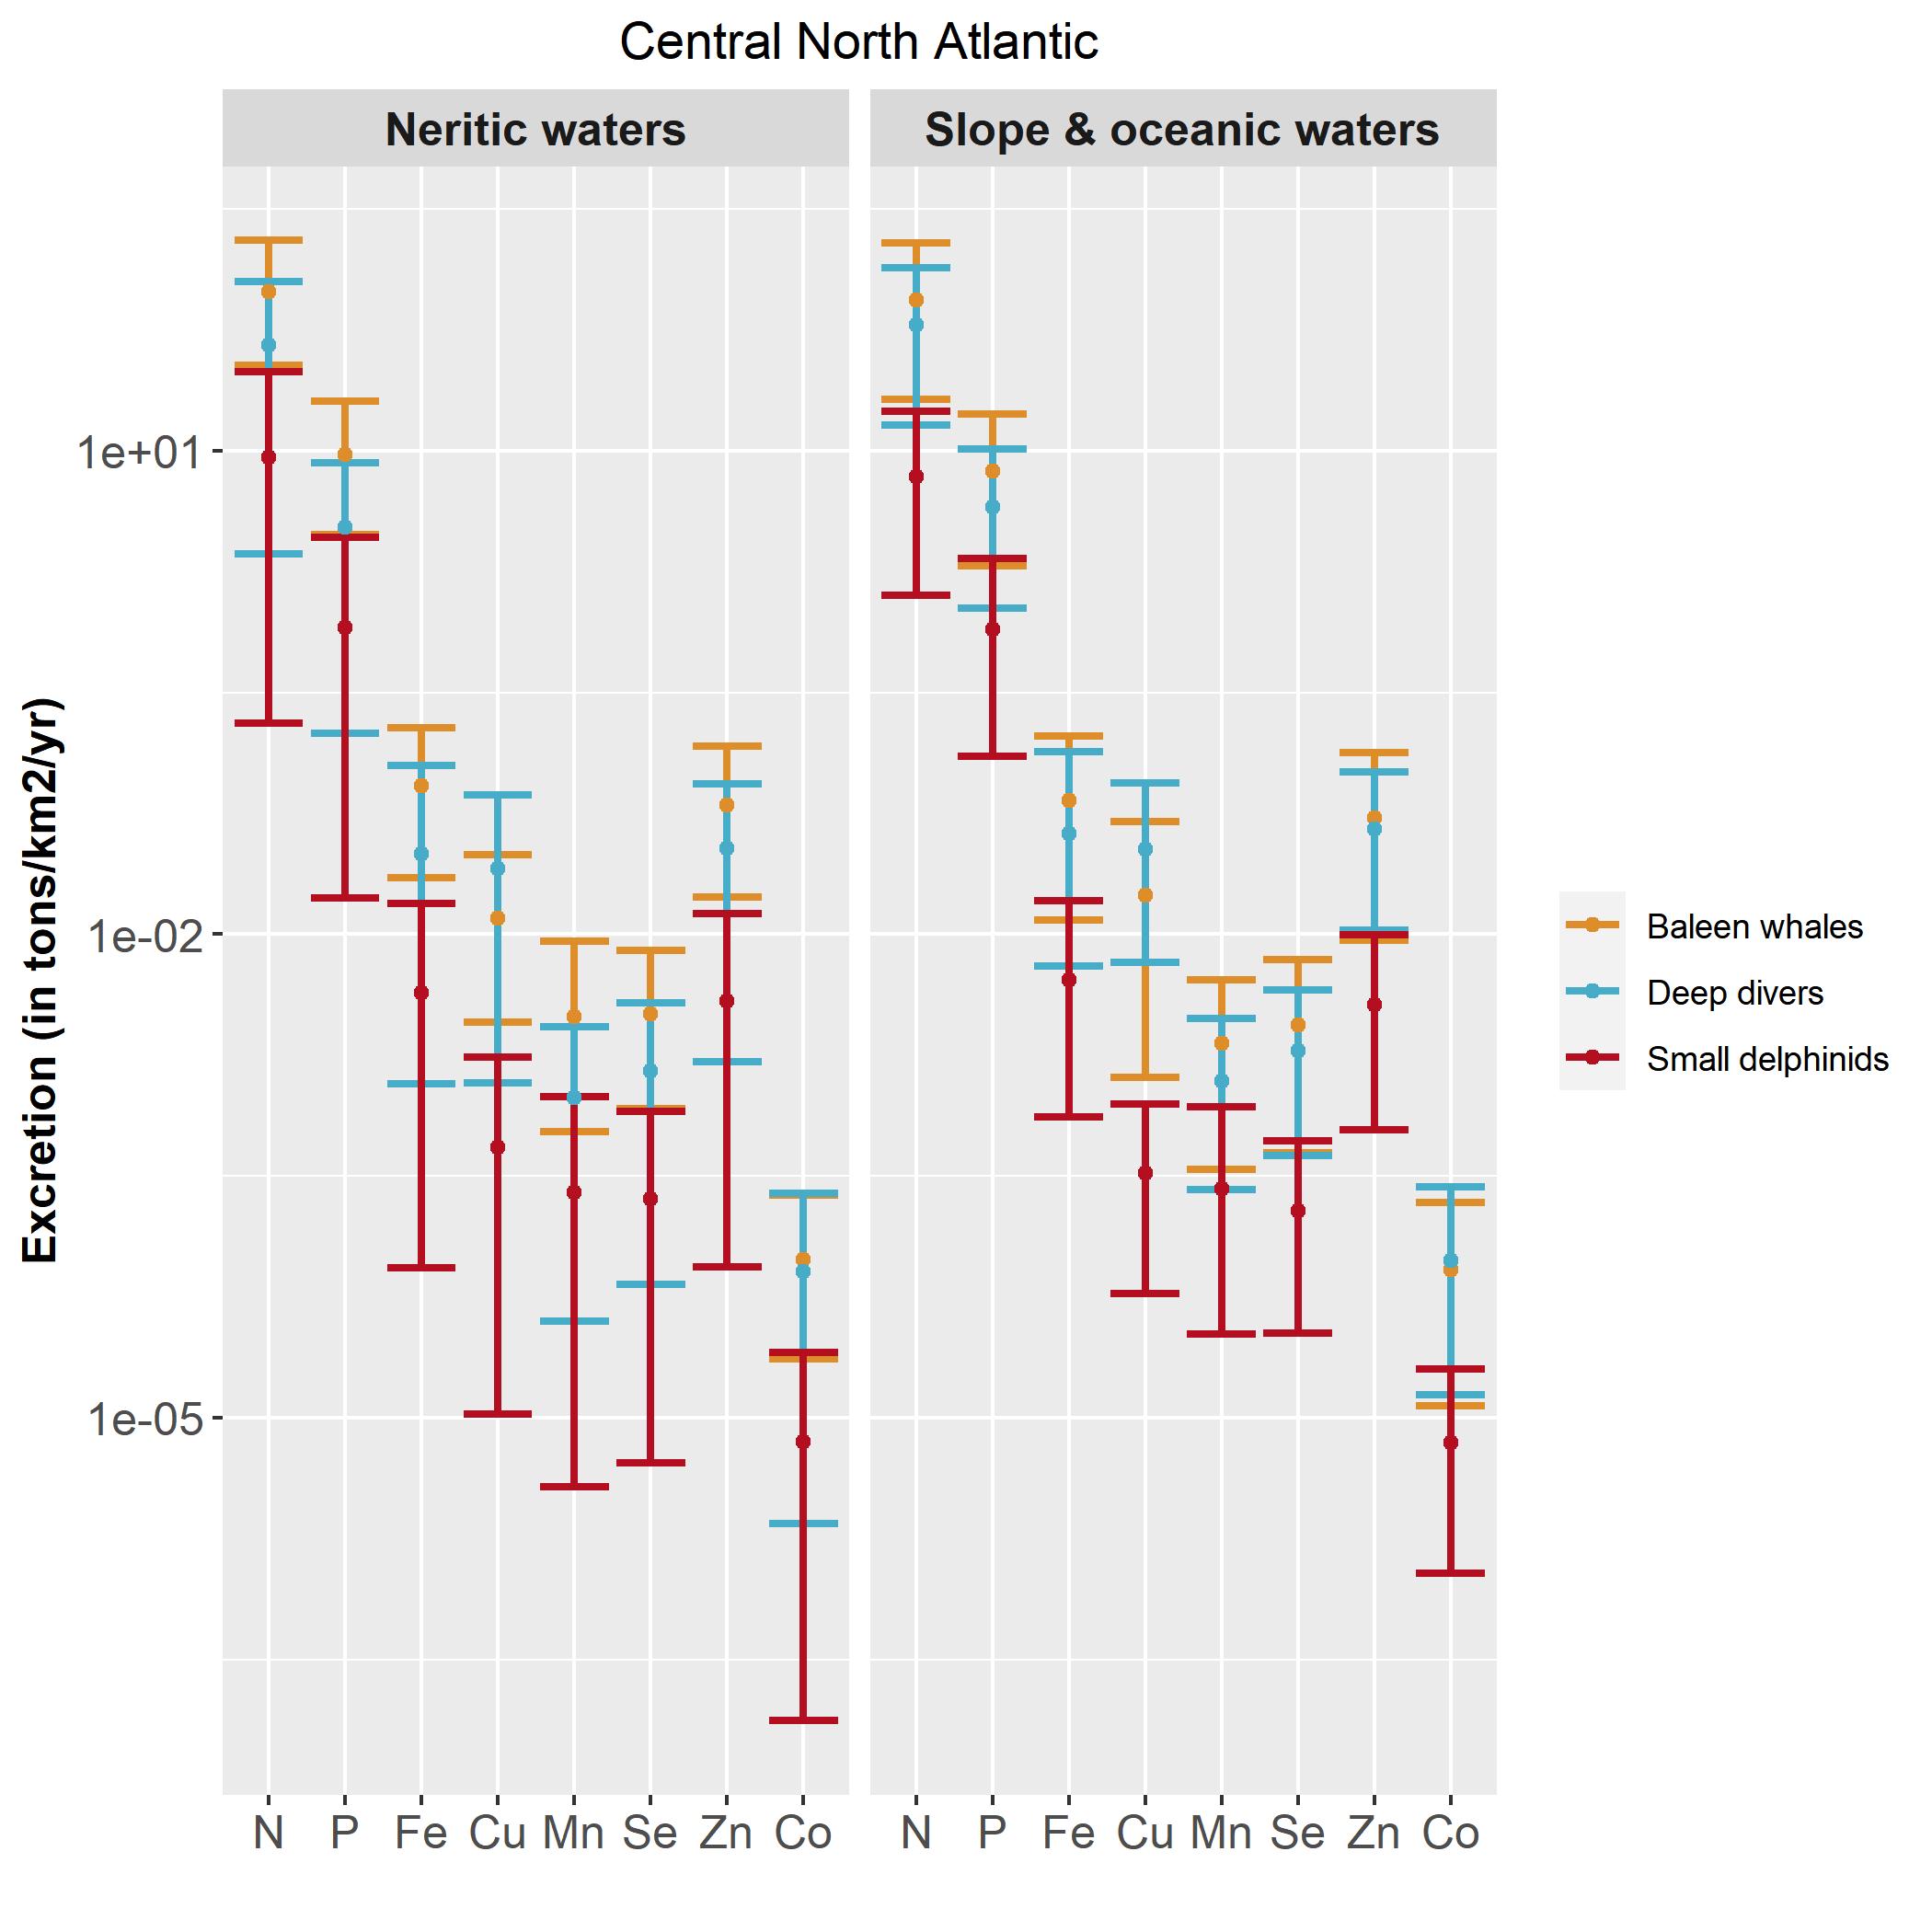 Central North Atlantic
Neritic waters
Slope & oceanic waters
Excretion (in tons/km2/yr)
1e+01
1e-02
1e-05
N P Fe Cu Mn Se Zn Co
N P Fe Cu Mn Se Zn Co
Baleen whales
Deep divers
Small delphinids